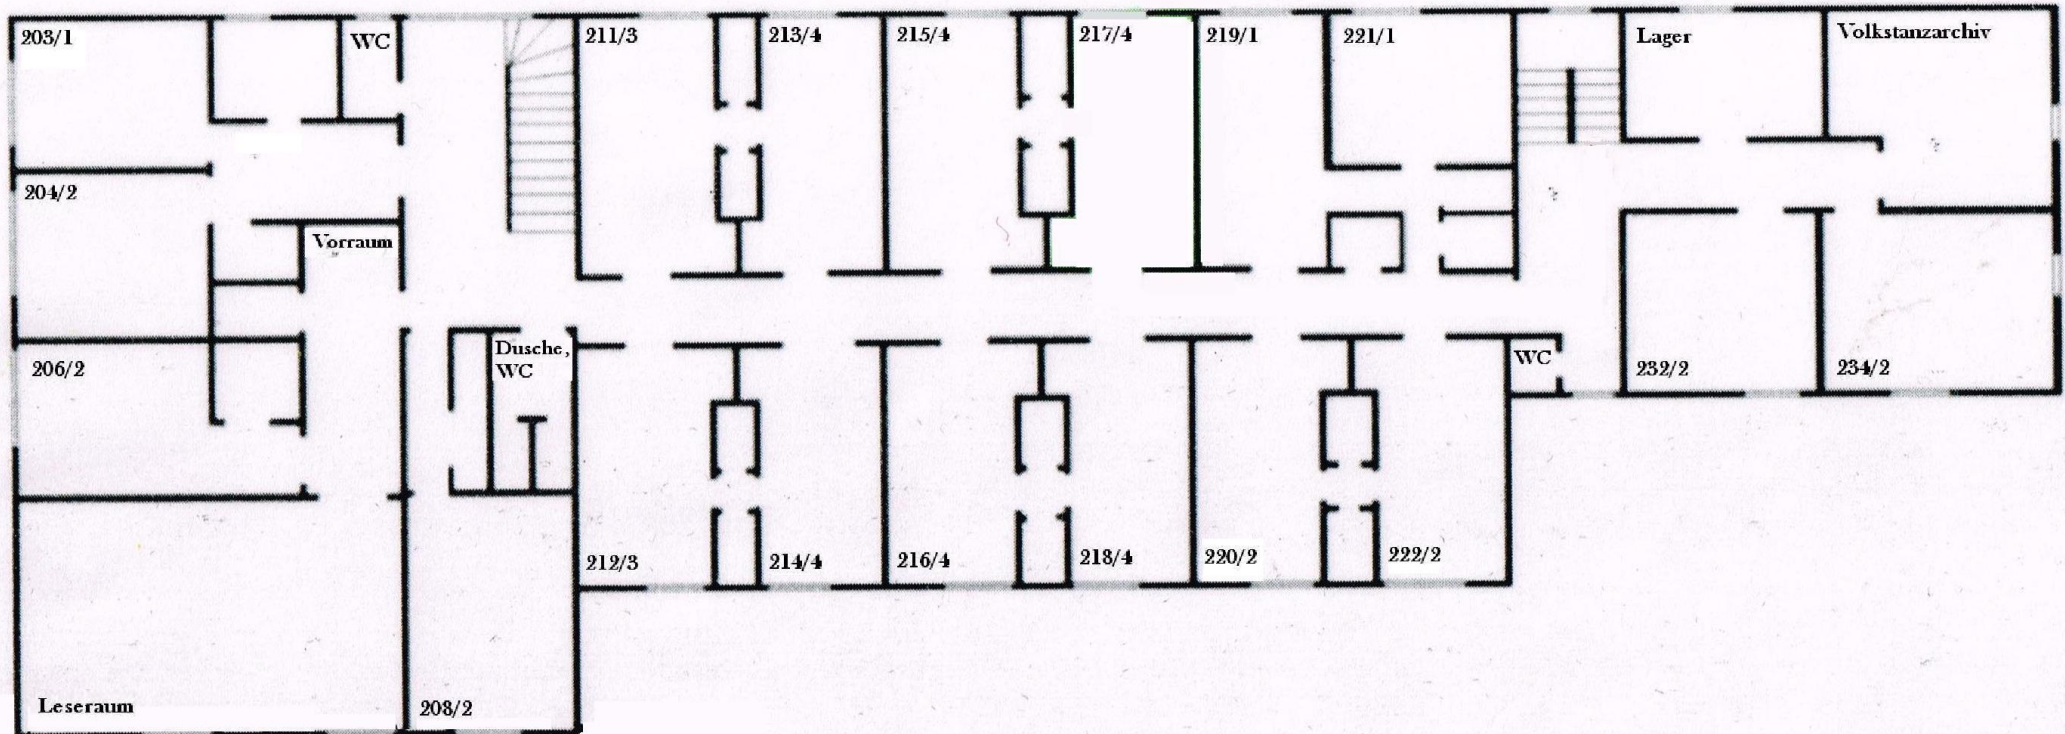 203/1
WC
211/3
213/4
215/4
217/4
219/1
221/1
Lager
Volkstanzarchiv
204/2
Vorraum
206/2
Dusche,
WC
WC
232/2
234/2
212/3
214/4
216/4
218/4
220/2
222/2
Leseraum
208/2